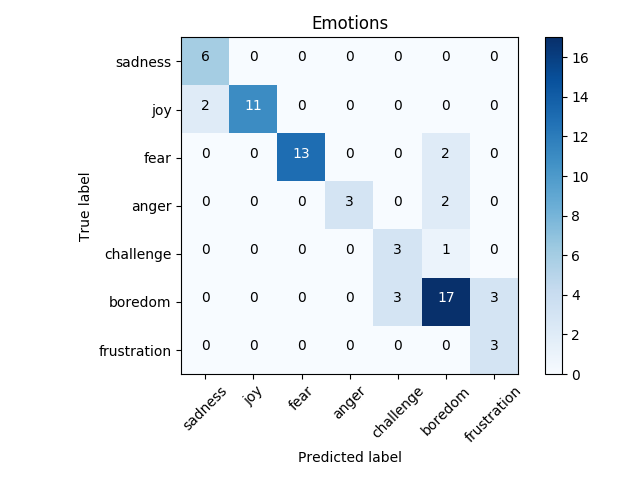 Emotions
True label
sadness 6 0 0 0 0 0 0
joy 2 11 0 0 0 0 0
fear 0 0 13 0 0 2 0
anger 0 0 0 3 0 2 0
challenge 0 0 0 0 3 1 0
boredom 0 0 0 0 3 17 3
frustration 0 0 0 0 0 0 3
sadness joy fear anger challenge boredom frustration
Predicted label
16
14
12
10
8
6
4
2
0